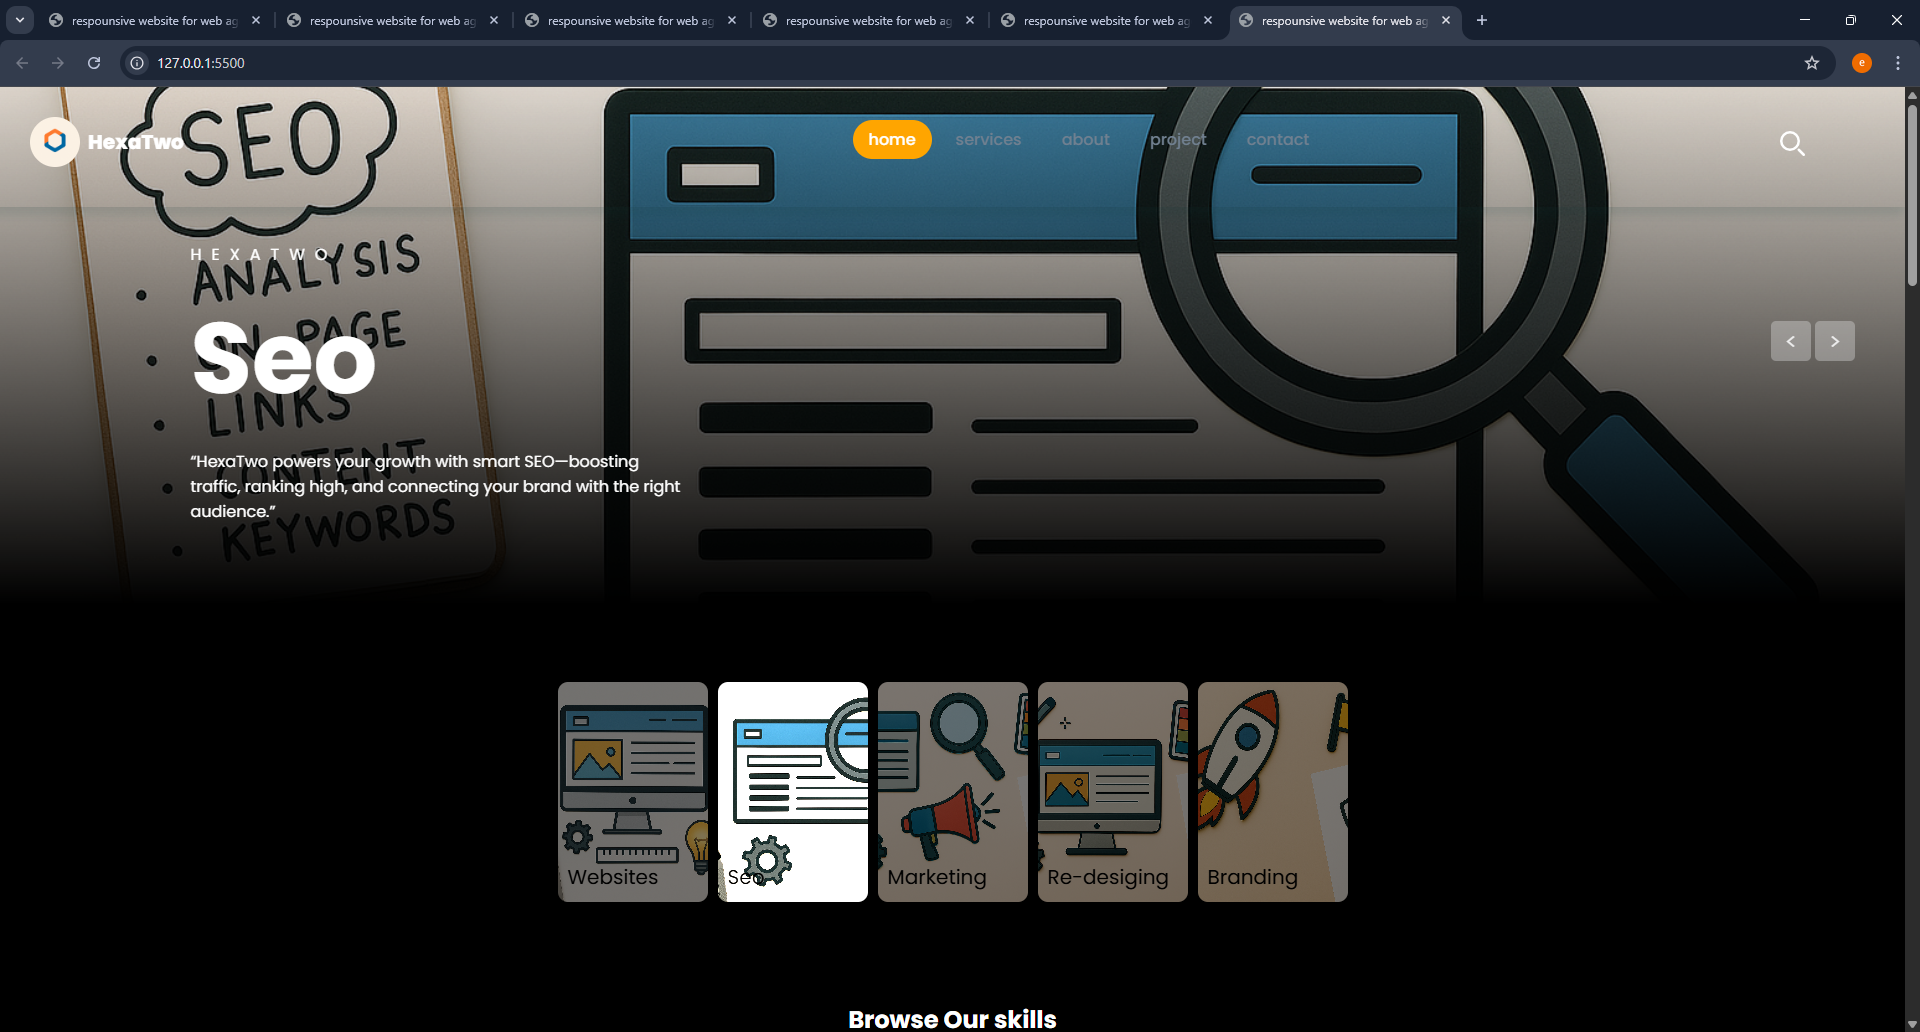 respounsive website for web ag
respounsive website for web ag
respounsive website for web ag
respounsive website for web ag
respounsive website for web ag
respounsive website for web ag
127.0.0.1:5500
e
HexaTwo
home
services
about
project
contact
SEO
ANALYSIS
ON-PAGE
LINKS
CONTENT
KEYWORDS
HEXATWO
Seo
“HexaTwo powers your growth with smart SEO—boosting
traffic, ranking high, and connecting your brand with the right
audience.”
Websites
Seo
Marketing
Re-desiging
Branding
Browse Our skills